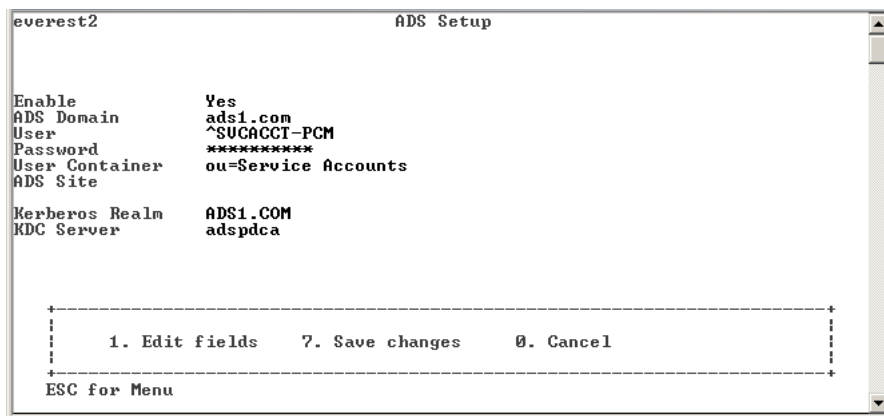 everest2 ADS Setup
Enable Yes
ADS Domain ads1.com
User ^SVCACCT-PCM
Password **********
User Container ou=Service Accounts
ADS Site
Kerberos Realm ADS1.COM
KDC Server adspdca
1. Edit fields 7. Save changes 0. Cancel
ESC for Menu